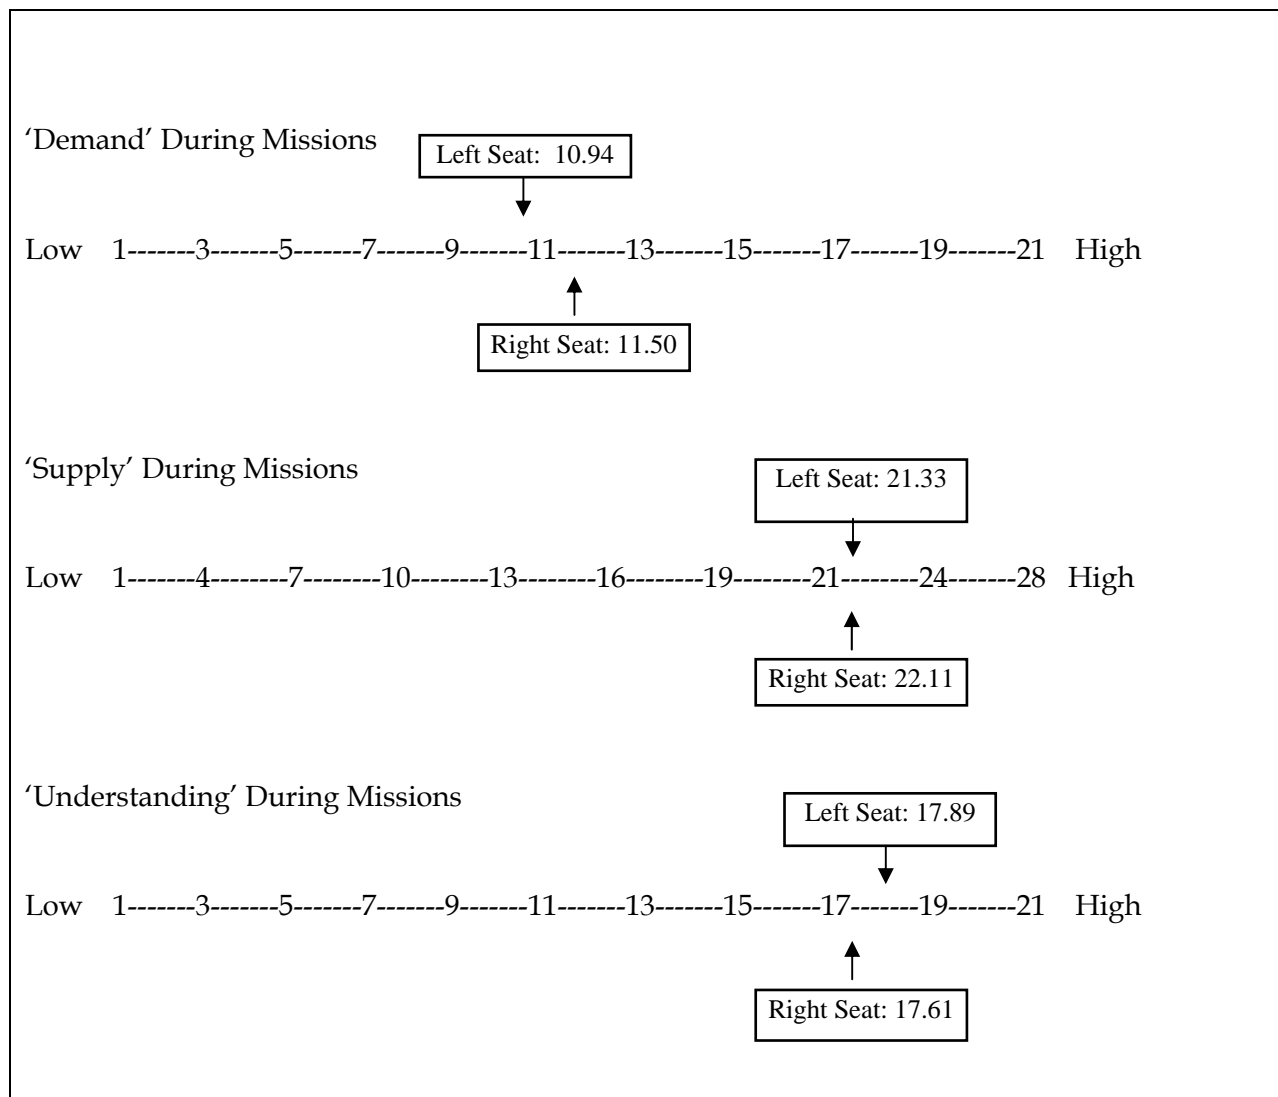 ‘Demand’ During Missions
Left Seat:  10.94
Low 1-------3-------5-------7-------9-------11-------13-------15-------17-------19-------21 High
Right Seat: 11.50
‘Supply’ During Missions
Left Seat: 21.33
Low 1-------4--------7--------10--------13--------16--------19--------21--------24-------28 High
Right Seat: 22.11
‘Understanding’ During Missions
Left Seat: 17.89
Low 1-------3-------5-------7-------9-------11-------13-------15-------17-------19-------21 High
Right Seat: 17.61